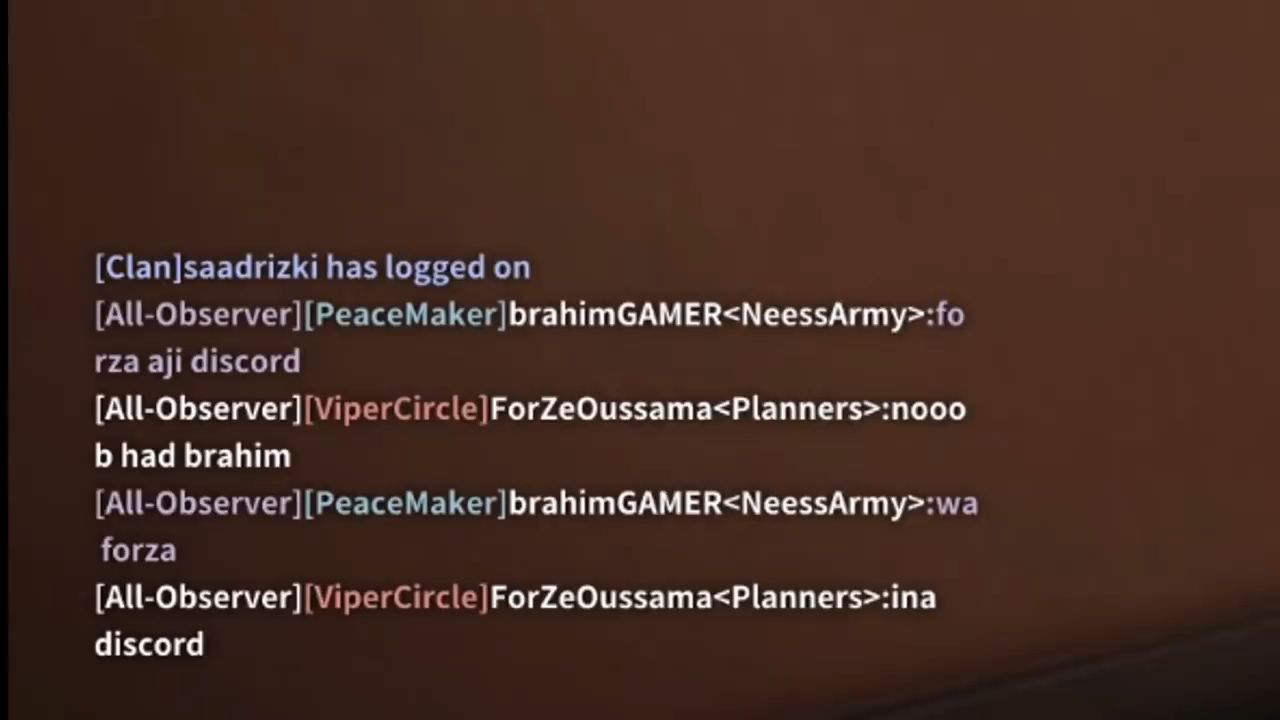 [Clan]saadrizki has logged on
[All-Observer][PeaceMaker]brahimGAMER<NeessArmy>:fo
rza aji discord
[All-Observer][ViperCircle]ForZeOussama<Planners>:nooo
b had brahim
[All-Observer][PeaceMaker]brahimGAMER<NeessArmy>:wa
forza
[All-Observer][ViperCircle]ForZeOussama<Planners>:ina
discord